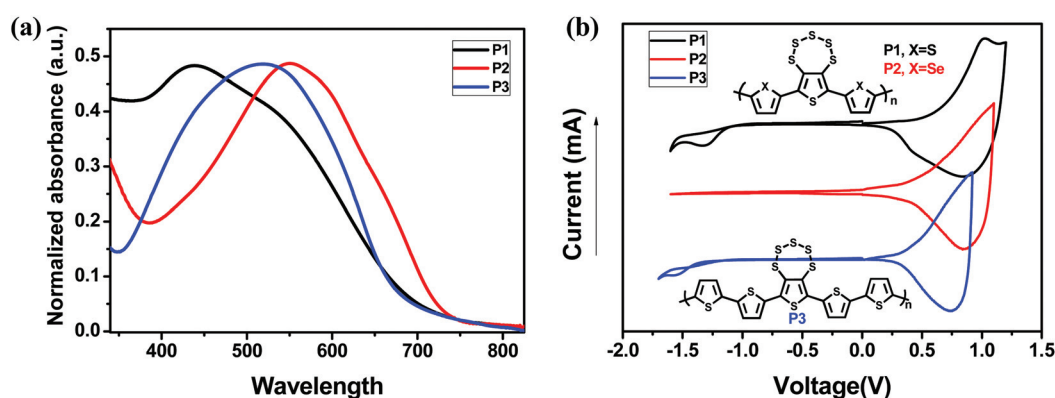 (a)
Normalized absorbance (a.u.)
0.5
0.4
0.3
0.2
0.1
0.0
400
500
600
700
800
Wavelength
P1
P2
P3
(b)
Current (mA)
P1
P2
P3
P1, X=S
P2, X=Se
S S S S S
X S X
n
S S S S S
S S S S S
n
P3
-2.0
-1.5
-1.0
-0.5
0.0
0.5
1.0
1.5
Voltage(V)